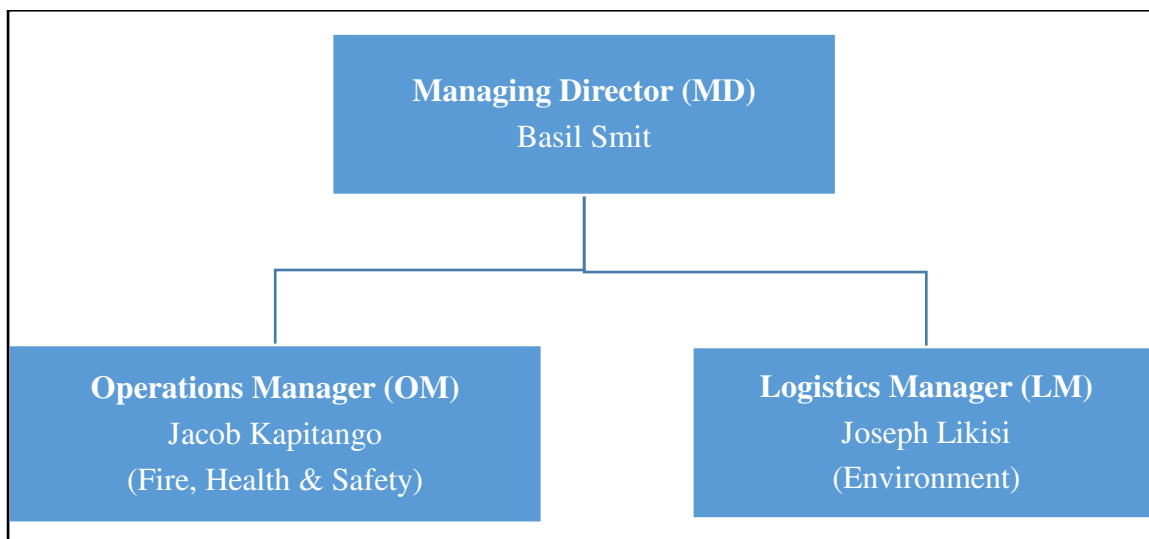 Managing Director (MD)
Basil Smit
Operations Manager (OM)
Jacob Kapitango
(Fire, Health & Safety)
Logistics Manager (LM)
Joseph Likisi
(Environment)